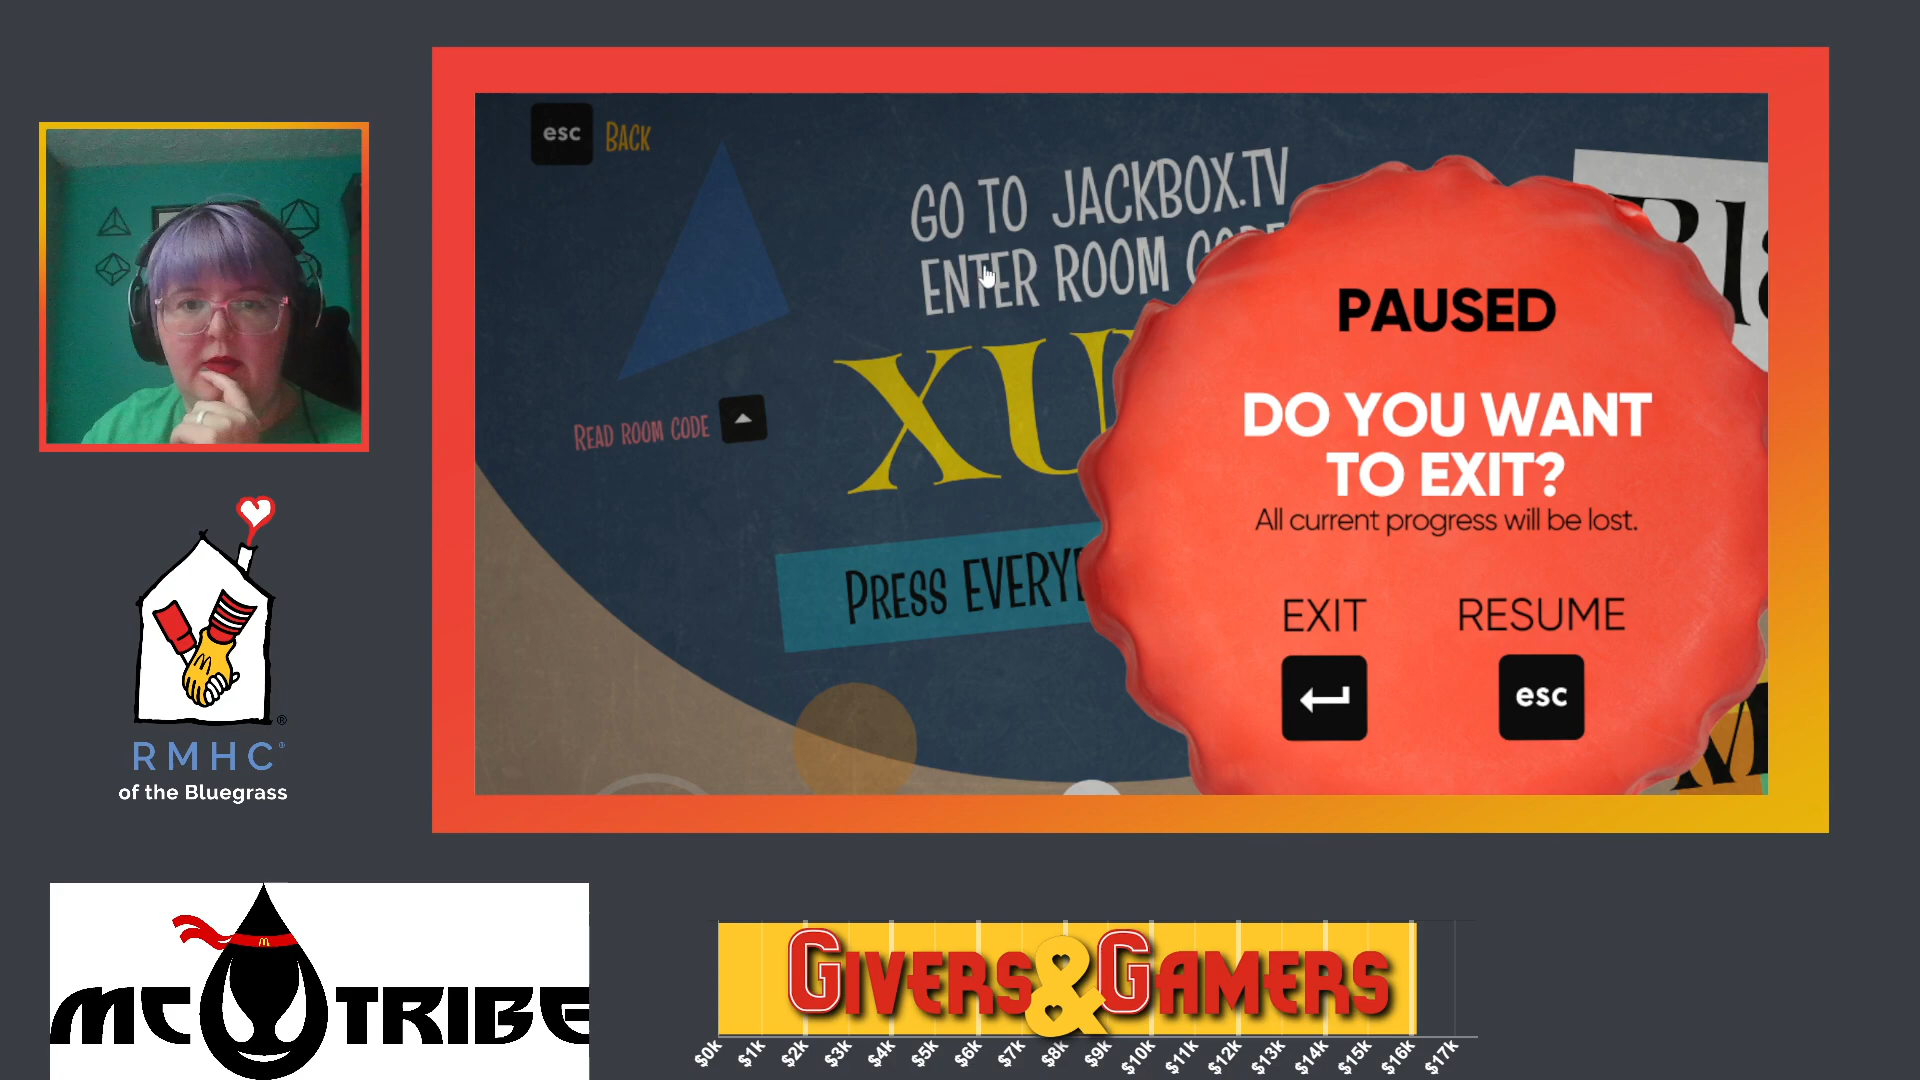 esc BACK
GO TO JACKBOX.TV
ENTER ROOM
XU
READ ROOM CODE
PRESS
PAUSED
DO YOU WANT
TO EXIT?
All current progress will be lost.
EXIT RESUME
esc
RMHC®
of the Bluegrass
MCTRIBE
GIVERS & GAMERS
$0k $1k $2k $3k $4k $5k $6k $7k $8k $9k $10k $11k $12k $13k $14k $15k $16k $17k